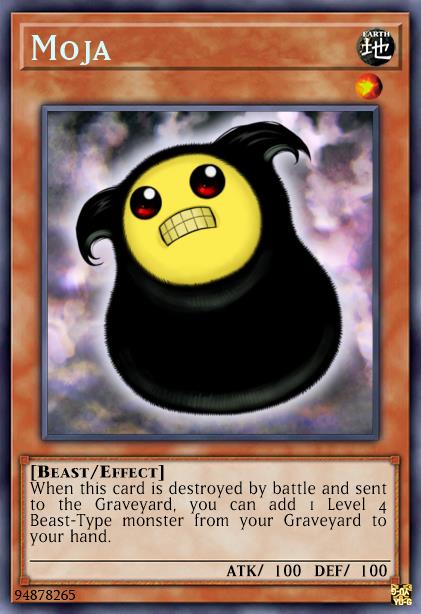 Moja
EARTH
地
[Beast/Effect]
When this card is destroyed by battle and sent
to the Graveyard, you can add 1 Level 4
Beast-Type monster from your Graveyard to
your hand.
ATK/ 100 DEF/ 100
94878265